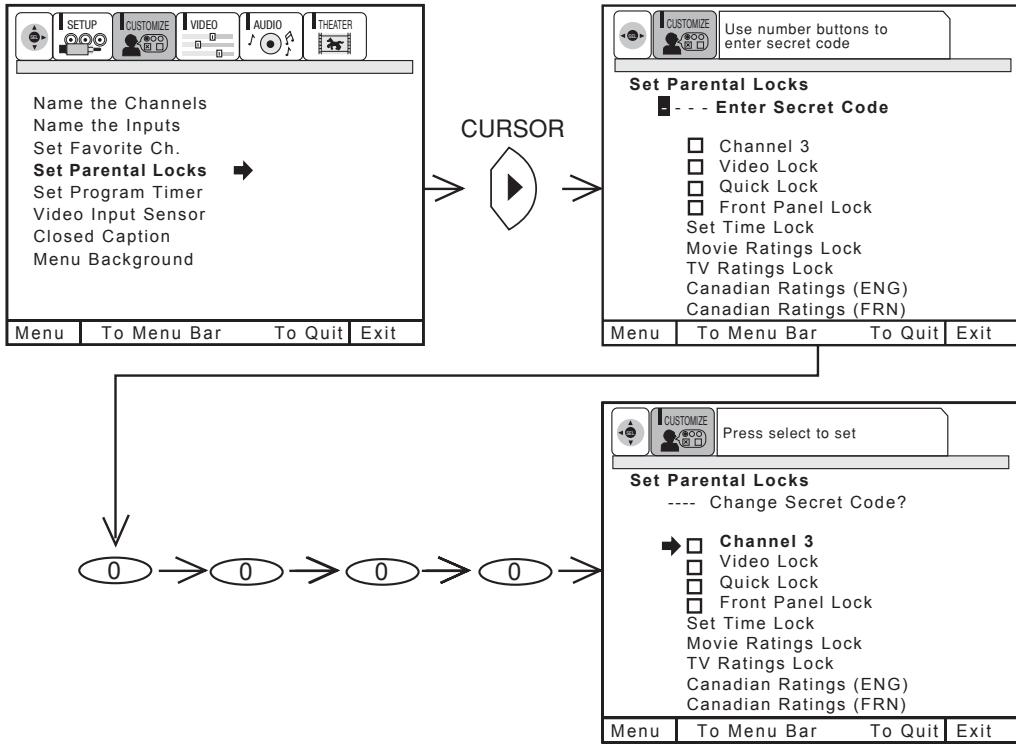 SETUP CUSTOMIZE VIDEO AUDIO THEATER
Name the Channels
Name the Inputs
Set Favorite Ch.
Set Parental Locks
Set Program Timer
Video Input Sensor
Closed Caption
Menu Background
Menu To Menu Bar To Quit Exit
CURSOR
CUSTOMIZE
Use number buttons to
enter secret code
Set Parental Locks
- - - - Enter Secret Code
Channel 3
Video Lock
Quick Lock
Front Panel Lock
Set Time Lock
Movie Ratings Lock
TV Ratings Lock
Canadian Ratings (ENG)
Canadian Ratings (FRN)
Menu To Menu Bar To Quit Exit
0 0 0 0
CUSTOMIZE
Press select to set
Set Parental Locks
---- Change Secret Code?
Channel 3
Video Lock
Quick Lock
Front Panel Lock
Set Time Lock
Movie Ratings Lock
TV Ratings Lock
Canadian Ratings (ENG)
Canadian Ratings (FRN)
Menu To Menu Bar To Quit Exit